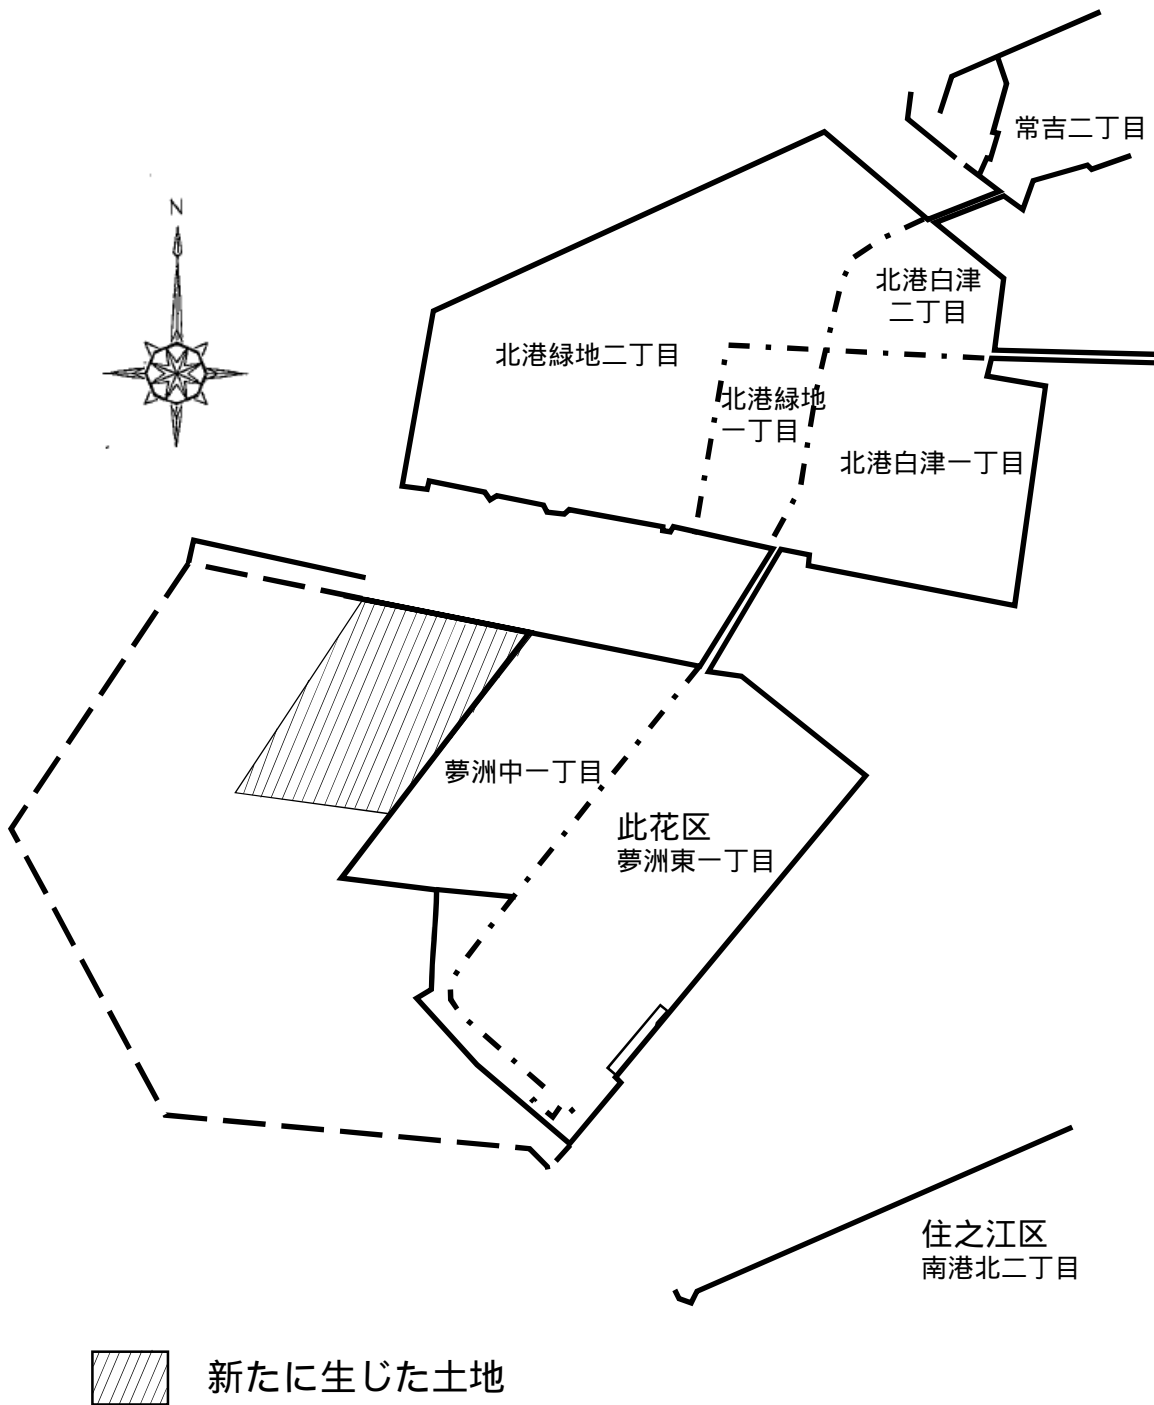 常吉二丁目
N
北港白津
二丁目
北港緑地二丁目
北港緑地
一丁目
北港白津一丁目
夢洲中一丁目
此花区
夢洲東一丁目
住之江区
南港北二丁目
新たに生じた土地